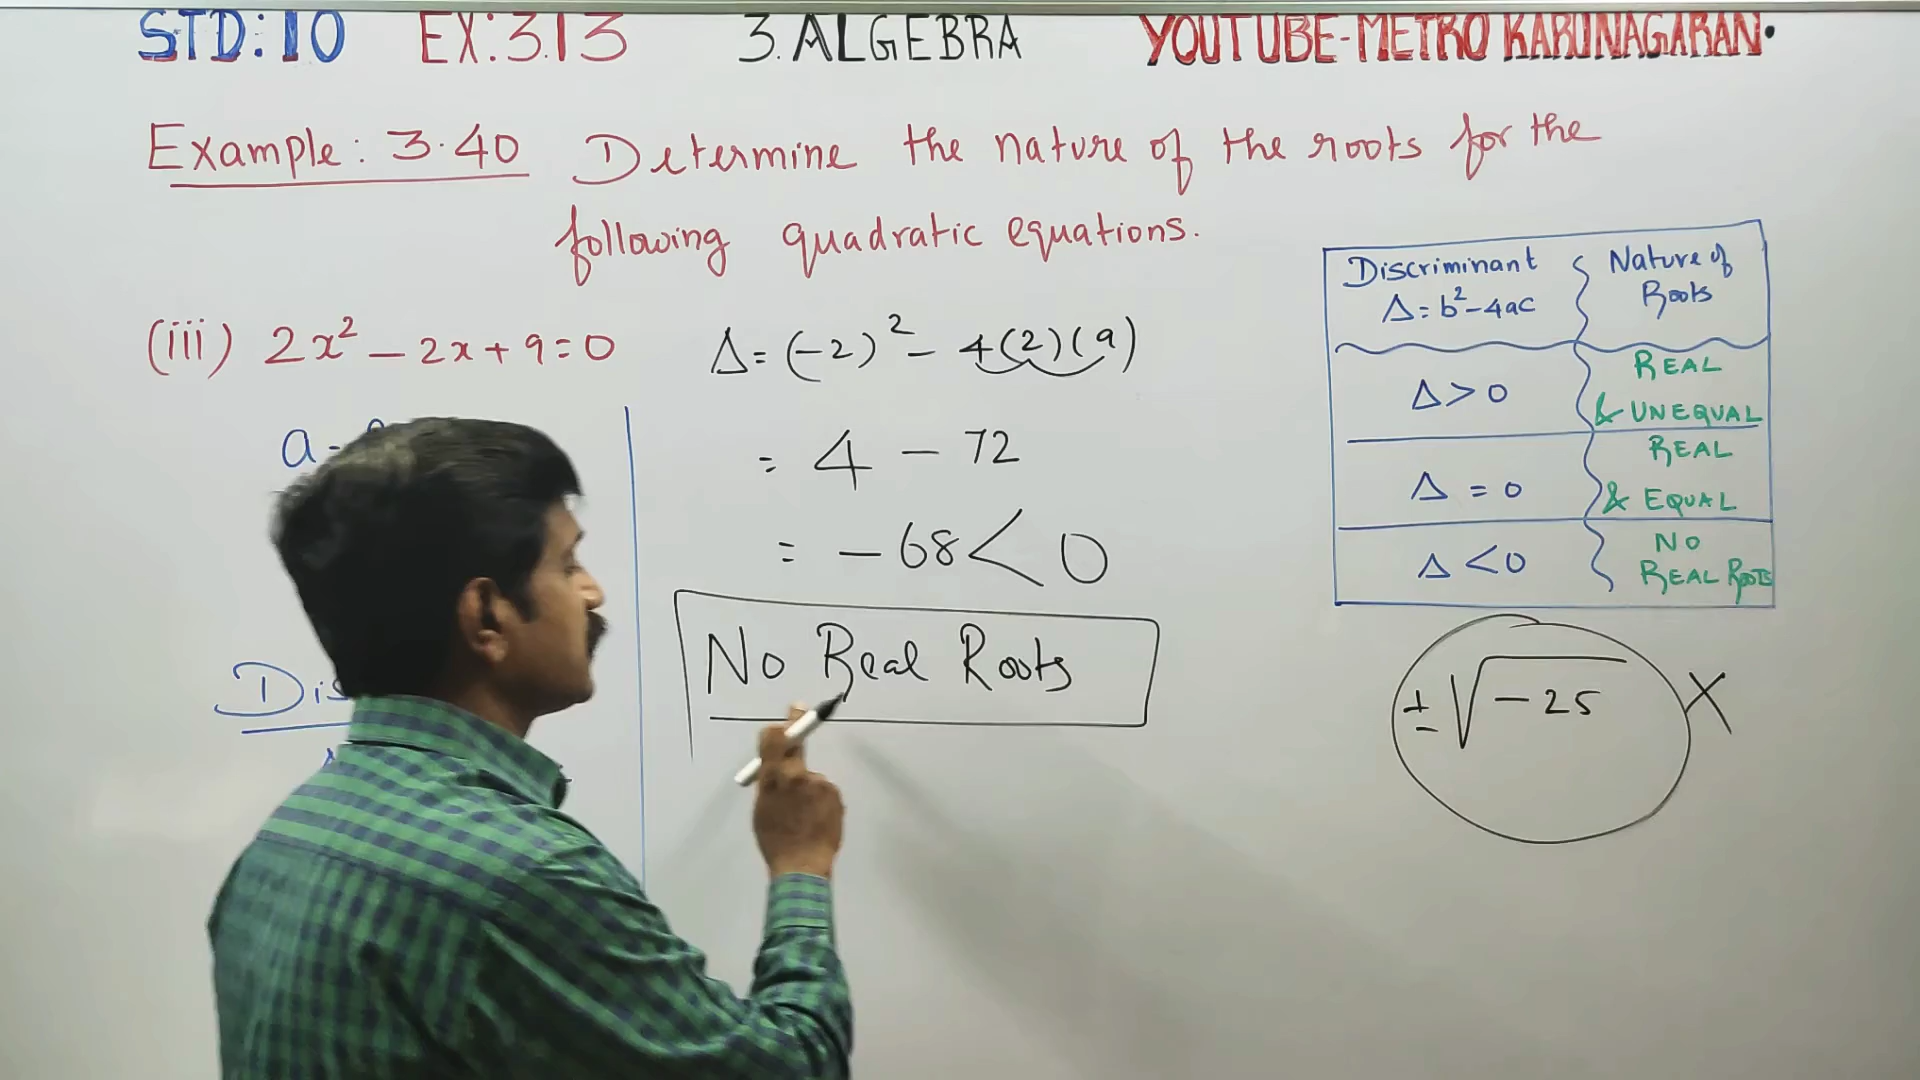 STD:10 EX:3.13 3.ALGEBRA YOUTUBE-METRO KARUNAGARAN.
Example: 3.40 Determine the nature of the roots for the
following quadratic equations.
(iii) 2x² - 2x + 9 = 0
a =
Δ = (-2)² - 4(2)(9)
= 4 - 72
= -68 < 0
No Real Roots
Discriminant Nature of
Δ = b² - 4ac Roots
Δ > 0 REAL
& UNEQUAL
Δ = 0 REAL
& EQUAL
Δ < 0 NO
REAL ROOTS
± √-25 X